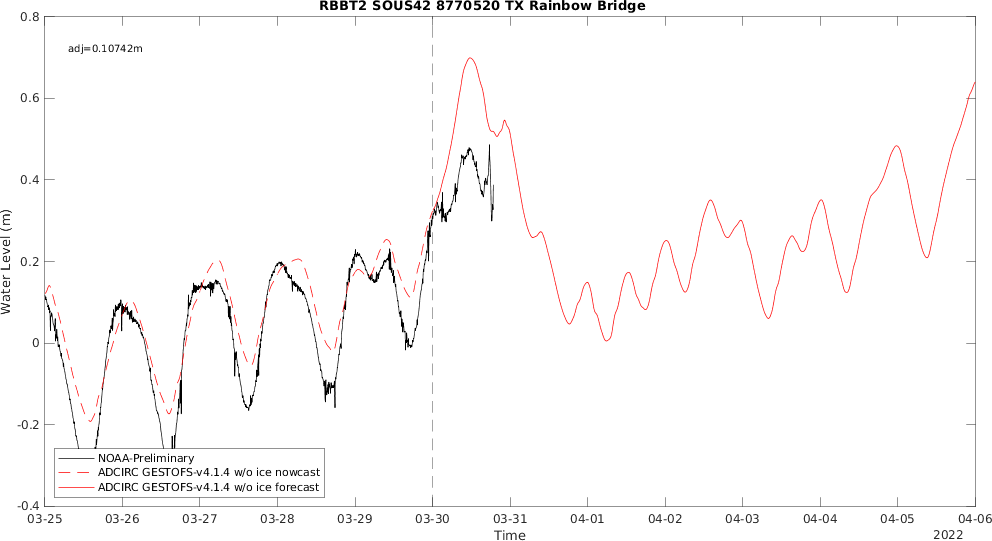 RBBT2 SOUS42 8770520 TX Rainbow Bridge
adj=0.10742m
0.8
0.6
0.4
0.2
0
-0.2
-0.4
Water Level (m)
NOAA-Preliminary
ADCIRC GESTOFS-v4.1.4 w/o ice nowcast
ADCIRC GESTOFS-v4.1.4 w/o ice forecast
03-25 03-26 03-27 03-28 03-29 03-30 03-31 04-01 04-02 04-03 04-04 04-05 04-06
Time
2022